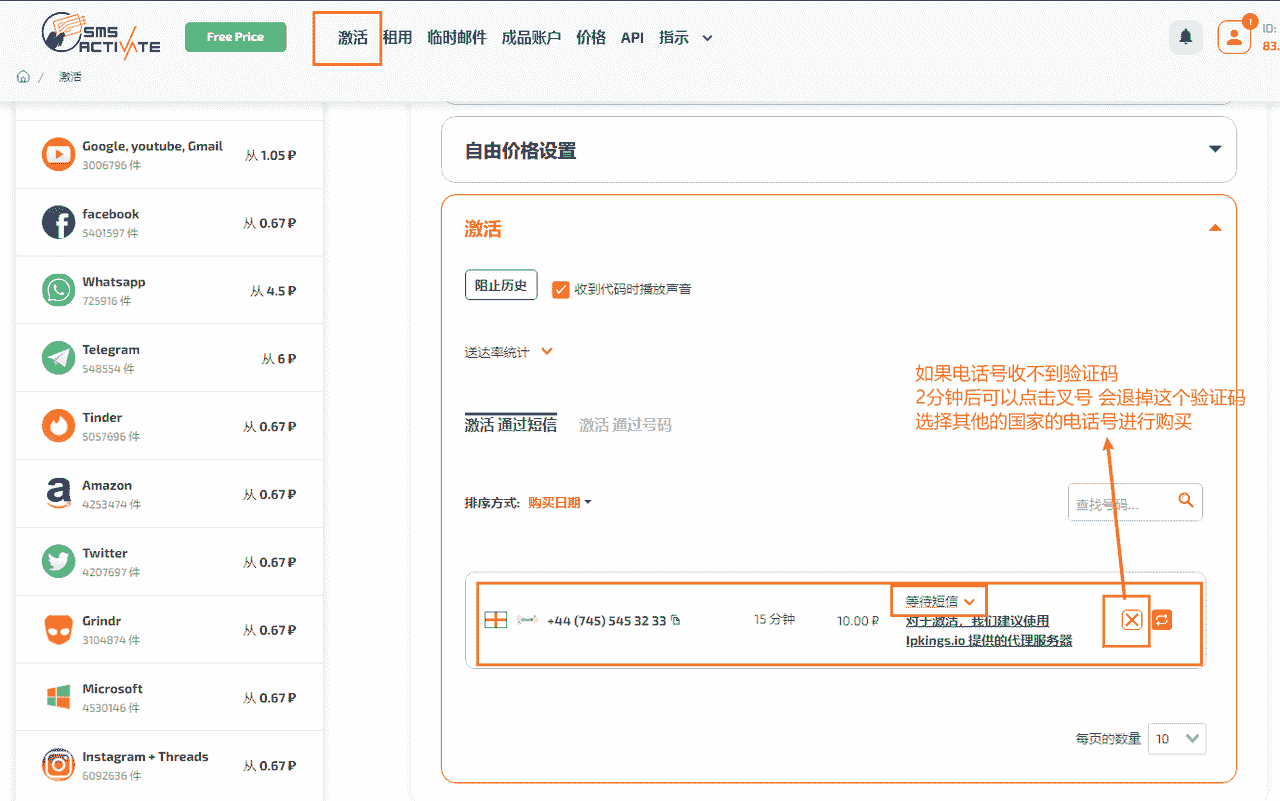 SMS
ACTIVATE
Free Price
激活
租用
临时邮件
成品账户
价格
API
指示
1
ID:
83.
/ 激活
Google, youtube, Gmail
3006796 件
从 1.05 ₽
facebook
5401597 件
从 0.67 ₽
Whatsapp
725916 件
从 4.5 ₽
Telegram
548554 件
从 6 ₽
Tinder
5057696 件
从 0.67 ₽
Amazon
4253474 件
从 0.67 ₽
Twitter
4207697 件
从 0.67 ₽
Grindr
3104874 件
从 0.67 ₽
Microsoft
4530146 件
从 0.67 ₽
Instagram + Threads
6092636 件
从 0.67 ₽
自由价格设置
激活
阻止历史
收到代码时播放声音
送达率统计
如果电话号收不到验证码
2分钟后可以点击叉号 会退掉这个验证码
选择其他的国家的电话号进行购买
激活 通过短信
激活 通过号码
排序方式: 购买日期
查找号码...
+44 (745) 545 32 33
15 分钟
10.00 ₽
等待短信
对于激活，我们建议使用
Ipkings.io 提供的代理服务器
每页的数量
10